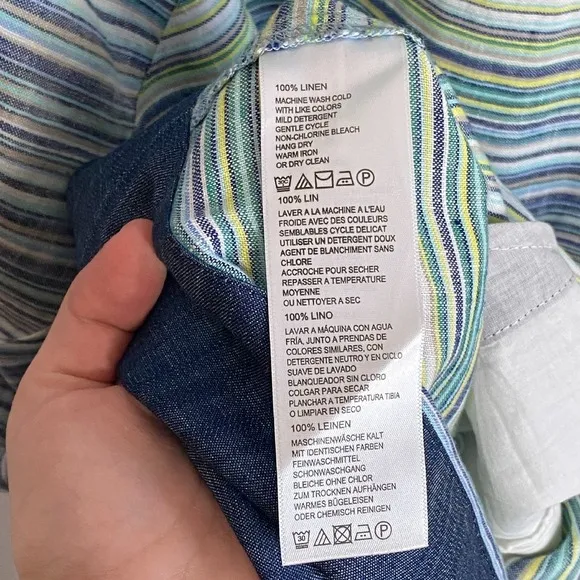 100% LINEN
MACHINE WASH COLD
WITH LIKE COLORS
MILD DETERGENT
GENTLE CYCLE
NON-CHLORINE BLEACH
HANG DRY
WARM IRON
OR DRY CLEAN
P
100% LIN
LAVER A LA MACHINE A L'EAU
FROIDE AVEC DES COULEURS
SEMBLABLES CYCLE DELICAT
UTILISER UN DETERGENT DOUX
AGENT DE BLANCHIMENT SANS
CHLORE
ACCROCHE POUR SECHER
REPASSER A TEMPERATURE
MOYENNE
OU NETTOYER A SEC
100% LINO
LAVAR A MÁQUINA CON AGUA
FRÍA, JUNTO A PRENDAS DE
COLORES SIMILARES, CON
DETERGENTE NEUTRO Y EN CICLO
SUAVE DE LAVADO
BLANQUEADOR SIN CLORO
COLGAR PARA SECAR
PLANCHAR A TEMPERATURA TIBIA
O LIMPIAR EN SECO
100% LEINEN
MASCHINENWÄSCHE KALT
MIT IDENTISCHEN FARBEN
FEINWASCHMITTEL
SCHONWASCHGANG
BLEICHE OHNE CHLOR
ZUM TROCKNEN AUFHÄNGEN
WARMES BÜGELEISEN
ODER CHEMISCH REINIGEN
30 P